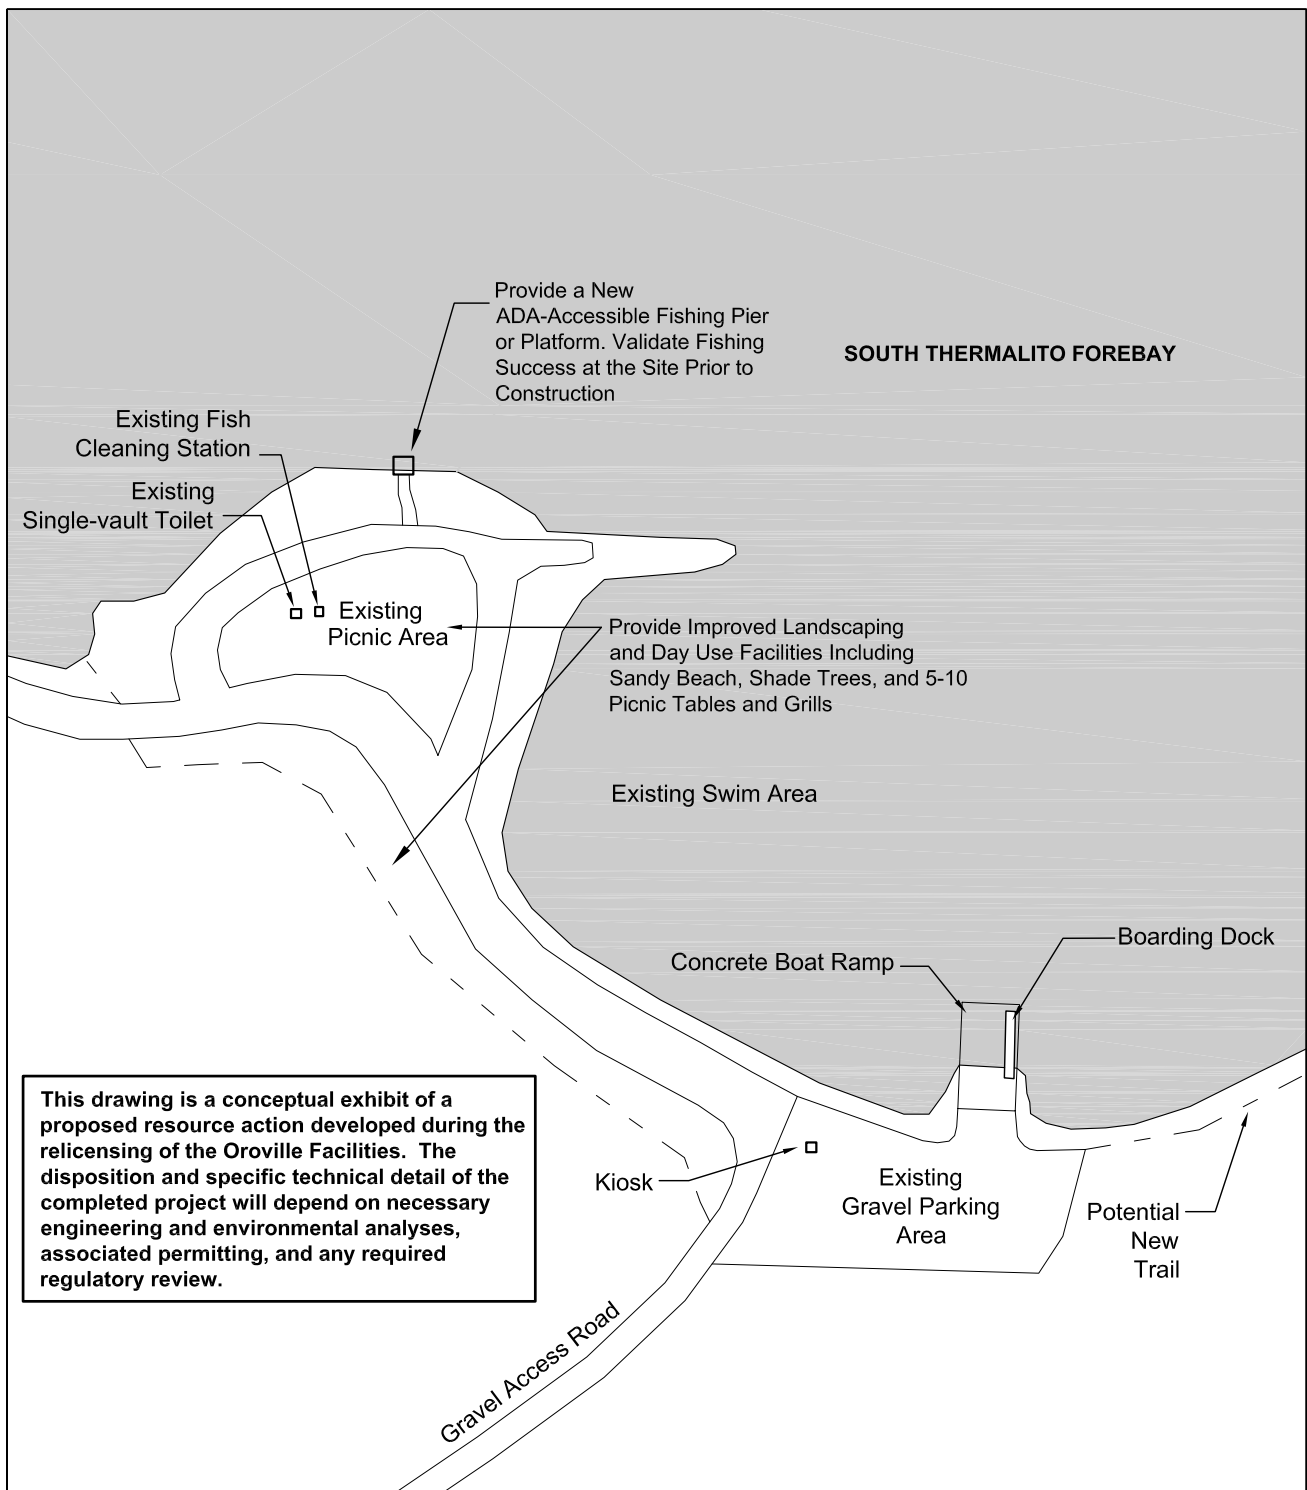 Provide a New
ADA-Accessible Fishing Pier
or Platform. Validate Fishing
Success at the Site Prior to
Construction
SOUTH THERMALITO FOREBAY
Existing Fish
Cleaning Station
Existing
Single-vault Toilet
Existing
Picnic Area
Provide Improved Landscaping
and Day Use Facilities Including
Sandy Beach, Shade Trees, and 5-10
Picnic Tables and Grills
Existing Swim Area
Boarding Dock
Concrete Boat Ramp
This drawing is a conceptual exhibit of a
proposed resource action developed during the
relicensing of the Oroville Facilities. The
disposition and specific technical detail of the
completed project will depend on necessary
engineering and environmental analyses,
associated permitting, and any required
regulatory review.
Kiosk
Existing
Gravel Parking
Area
Potential
New
Trail
Gravel Access Road